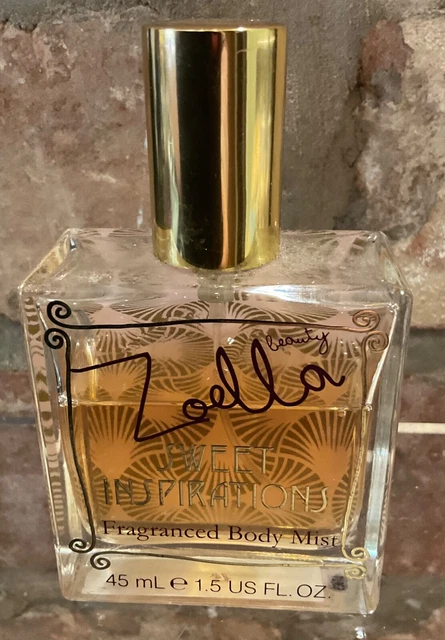 beauty
Zoella
SWEET
INSPIRATIONS
Fragranced Body Mist
45 mL ℮ 1.5 US FL. OZ.